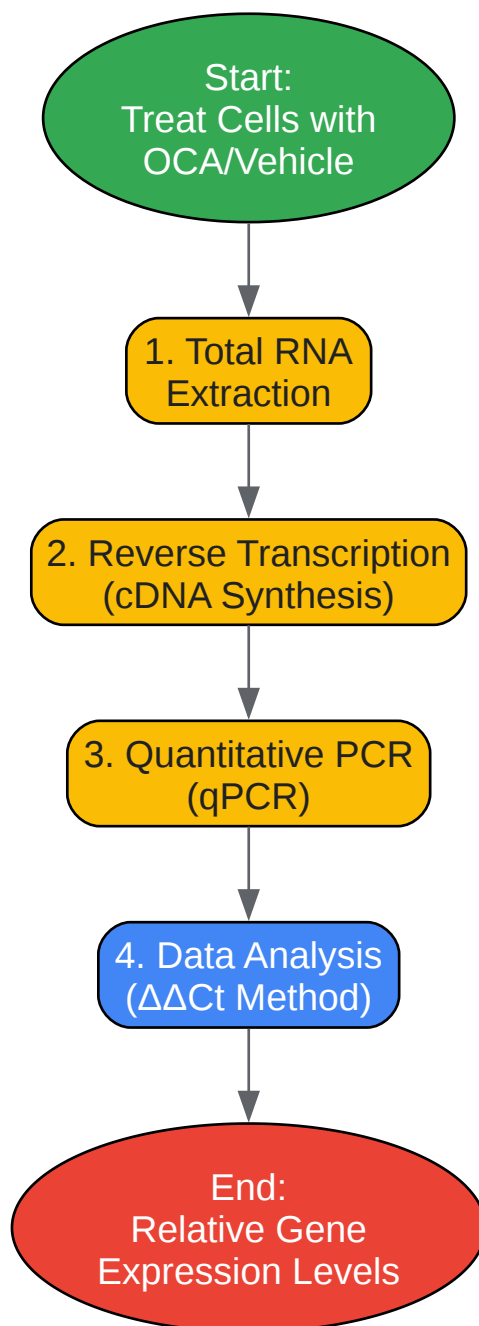 Start:
Treat Cells with
OCA/Vehicle
1. Total RNA
Extraction
2. Reverse Transcription
(cDNA Synthesis)
3. Quantitative PCR
(qPCR)
4. Data Analysis
(ΔΔCt Method)
End:
Relative Gene
Expression Levels